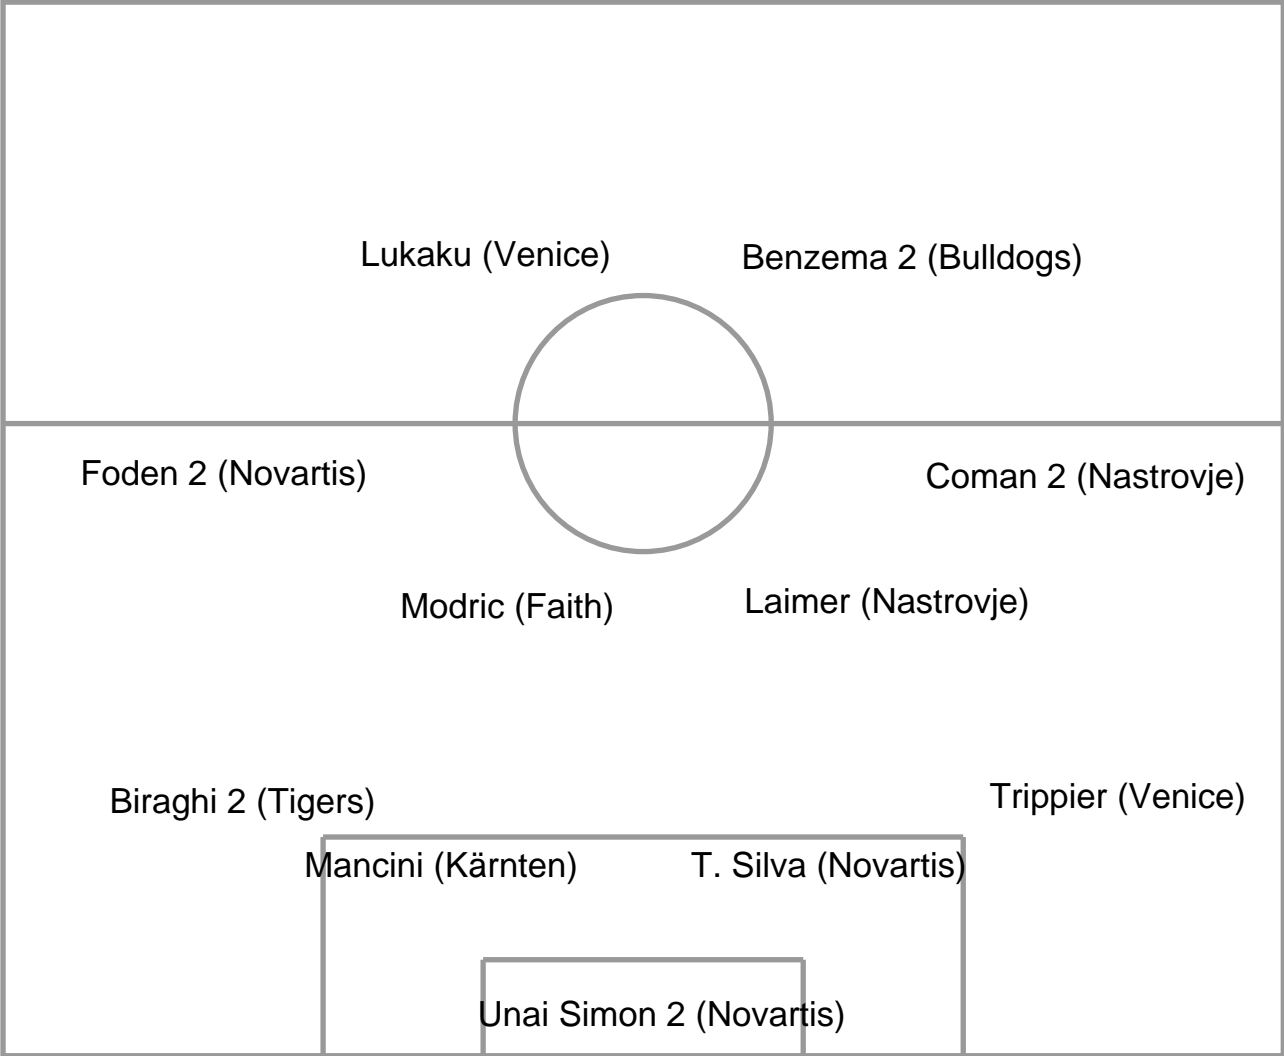 Lukaku (Venice)
Benzema 2 (Bulldogs)
Foden 2 (Novartis)
Coman 2 (Nastrovje)
Modric (Faith)
Laimer (Nastrovje)
Biraghi 2 (Tigers)
Trippier (Venice)
Mancini (Kärnten)
T. Silva (Novartis)
Unai Simon 2 (Novartis)